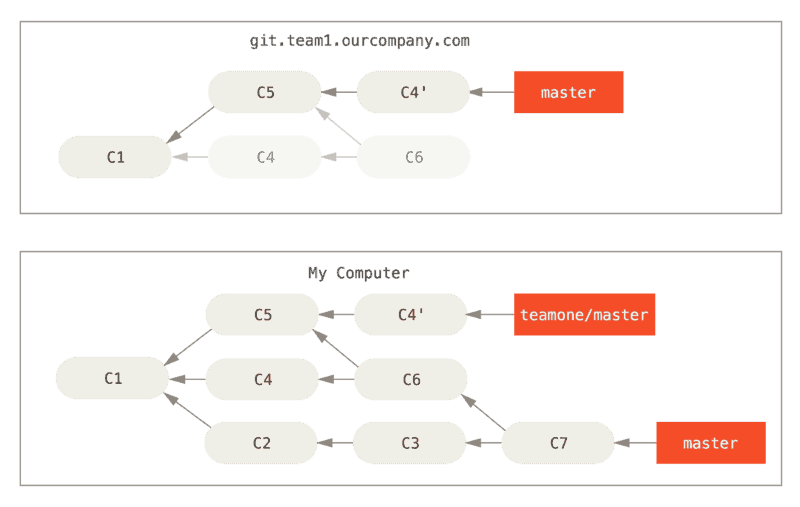 git.team1.ourcompany.com
C5 C4' master
C1 C4 C6
My Computer
C5 C4' teamone/master
C1 C4 C6
C2 C3 C7 master